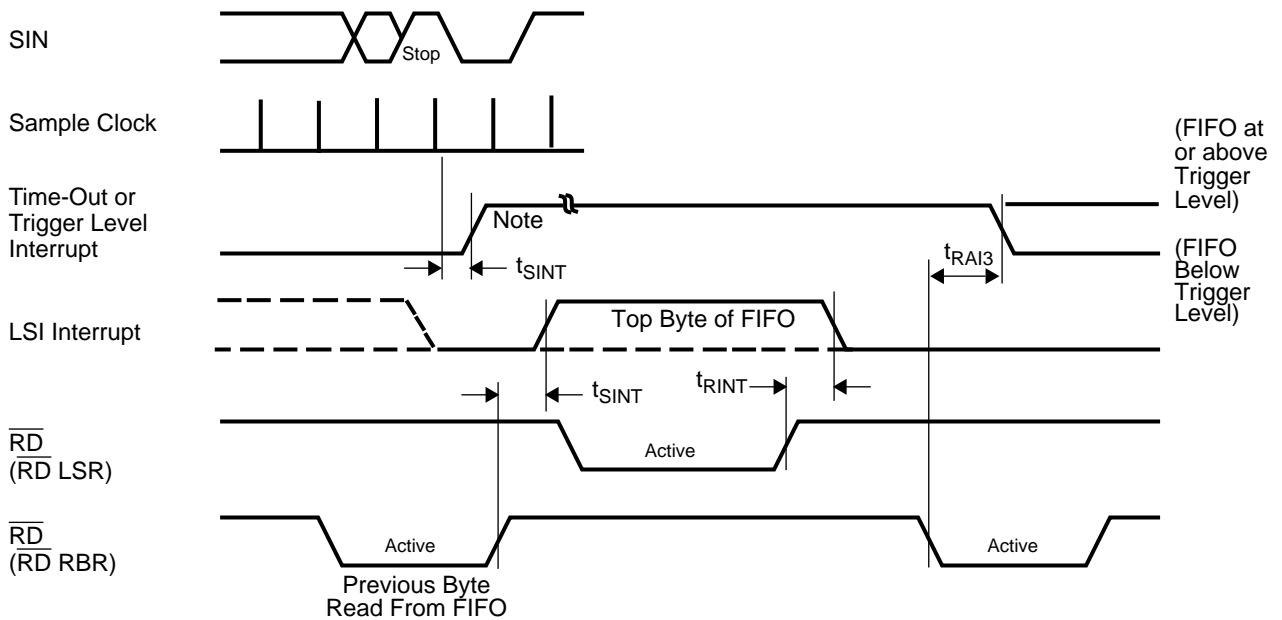 SIN
Stop
Sample Clock
(FIFO at
or above
Trigger
Level)
Time-Out or
Trigger Level
Interrupt
Note
tSINT
tRAI3
(FIFO
Below
Trigger
Level)
LSI Interrupt
Top Byte of FIFO
tSINT
tRINT
RD
(RD LSR)
Active
RD
(RD RBR)
Active
Active
Previous Byte
Read From FIFO